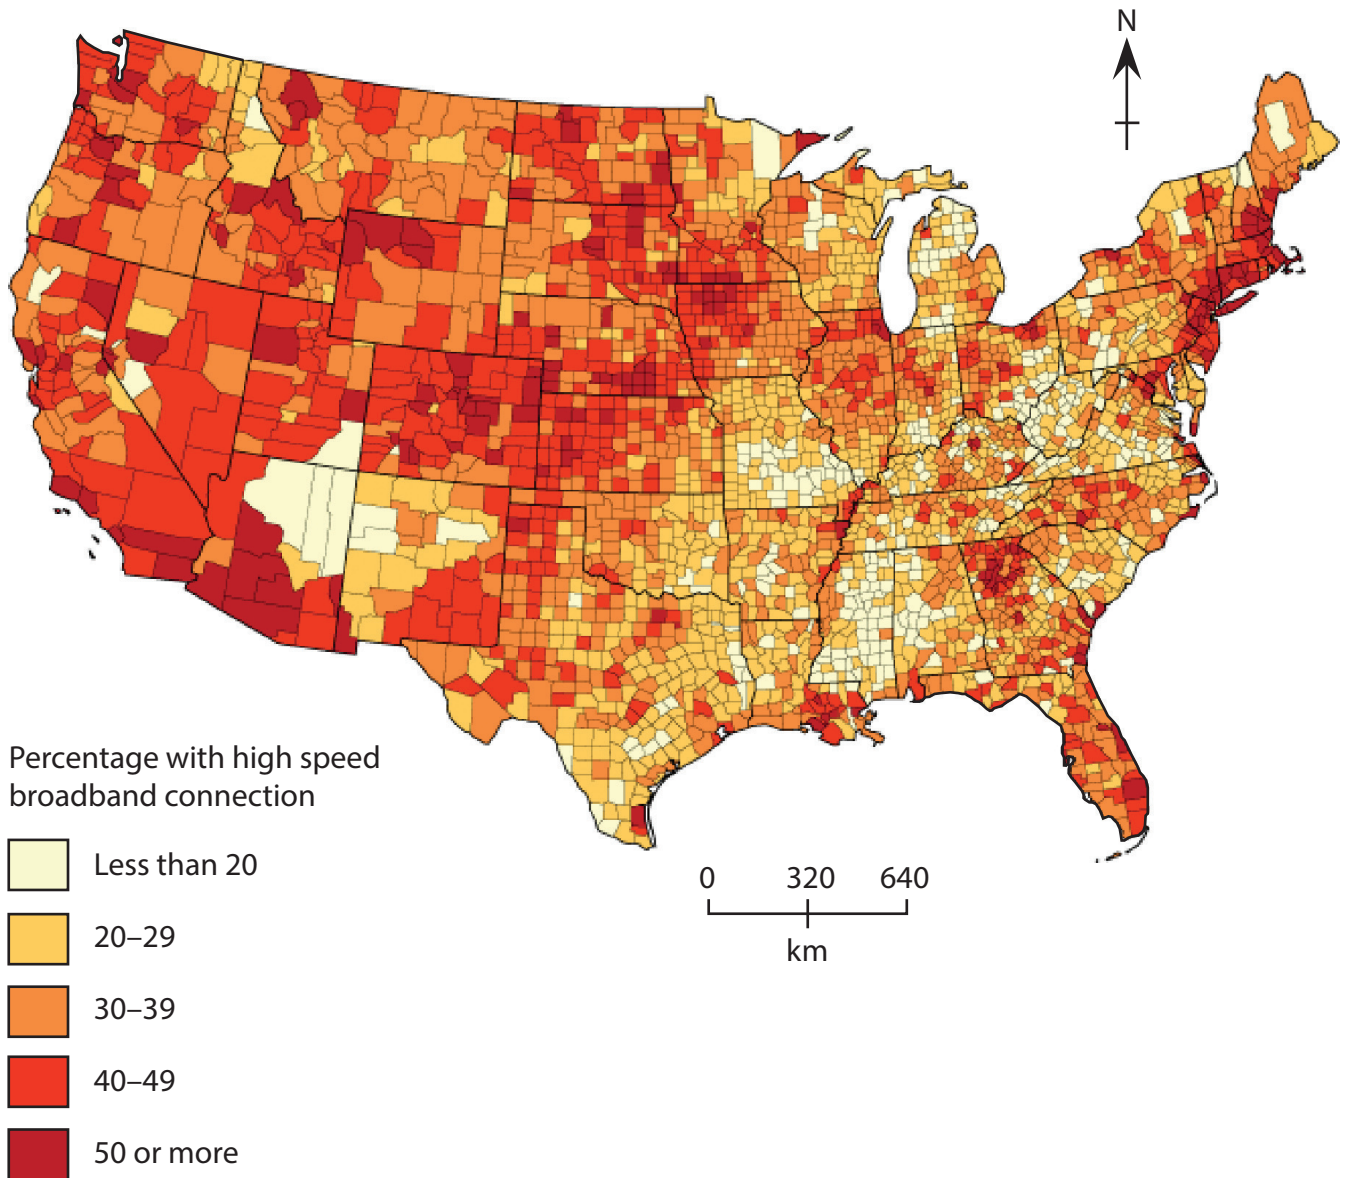 N
Percentage with high speed
broadband connection
Less than 20
20–29
30–39
40–49
50 or more
0 320 640
km